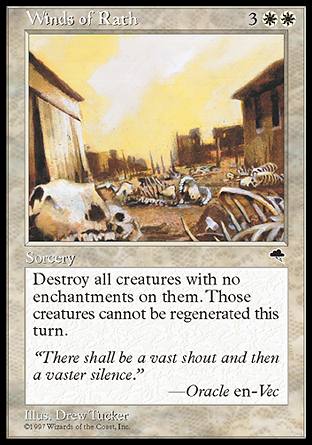 Winds of Rath 3
Sorcery
Destroy all creatures with no
enchantments on them. Those
creatures cannot be regenerated this
turn.
“There shall be a vast shout and then
a vaster silence.”
—Oracle en-Vec
Illus. Drew Tucker
©1997 Wizards of the Coast, Inc.